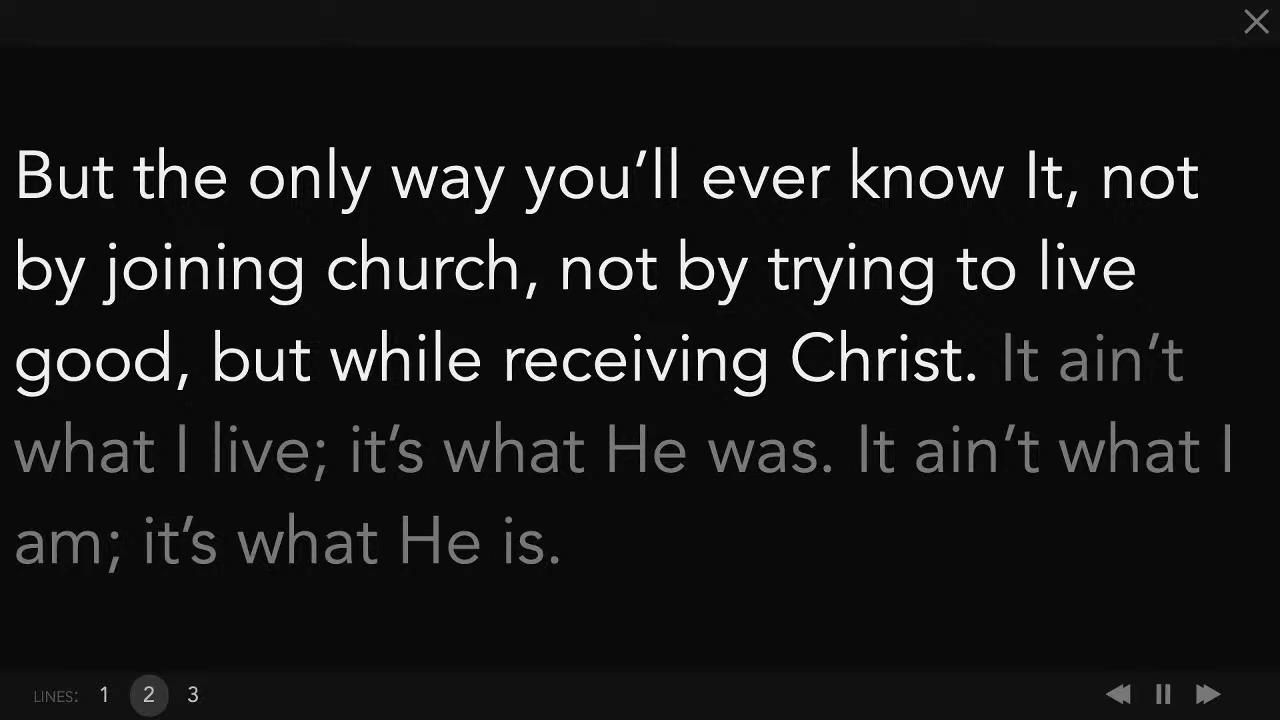 But the only way you’ll ever know It, not
by joining church, not by trying to live
good, but while receiving Christ. It ain’t
what I live; it’s what He was. It ain’t what I
am; it’s what He is.
LINES: 1 2 3